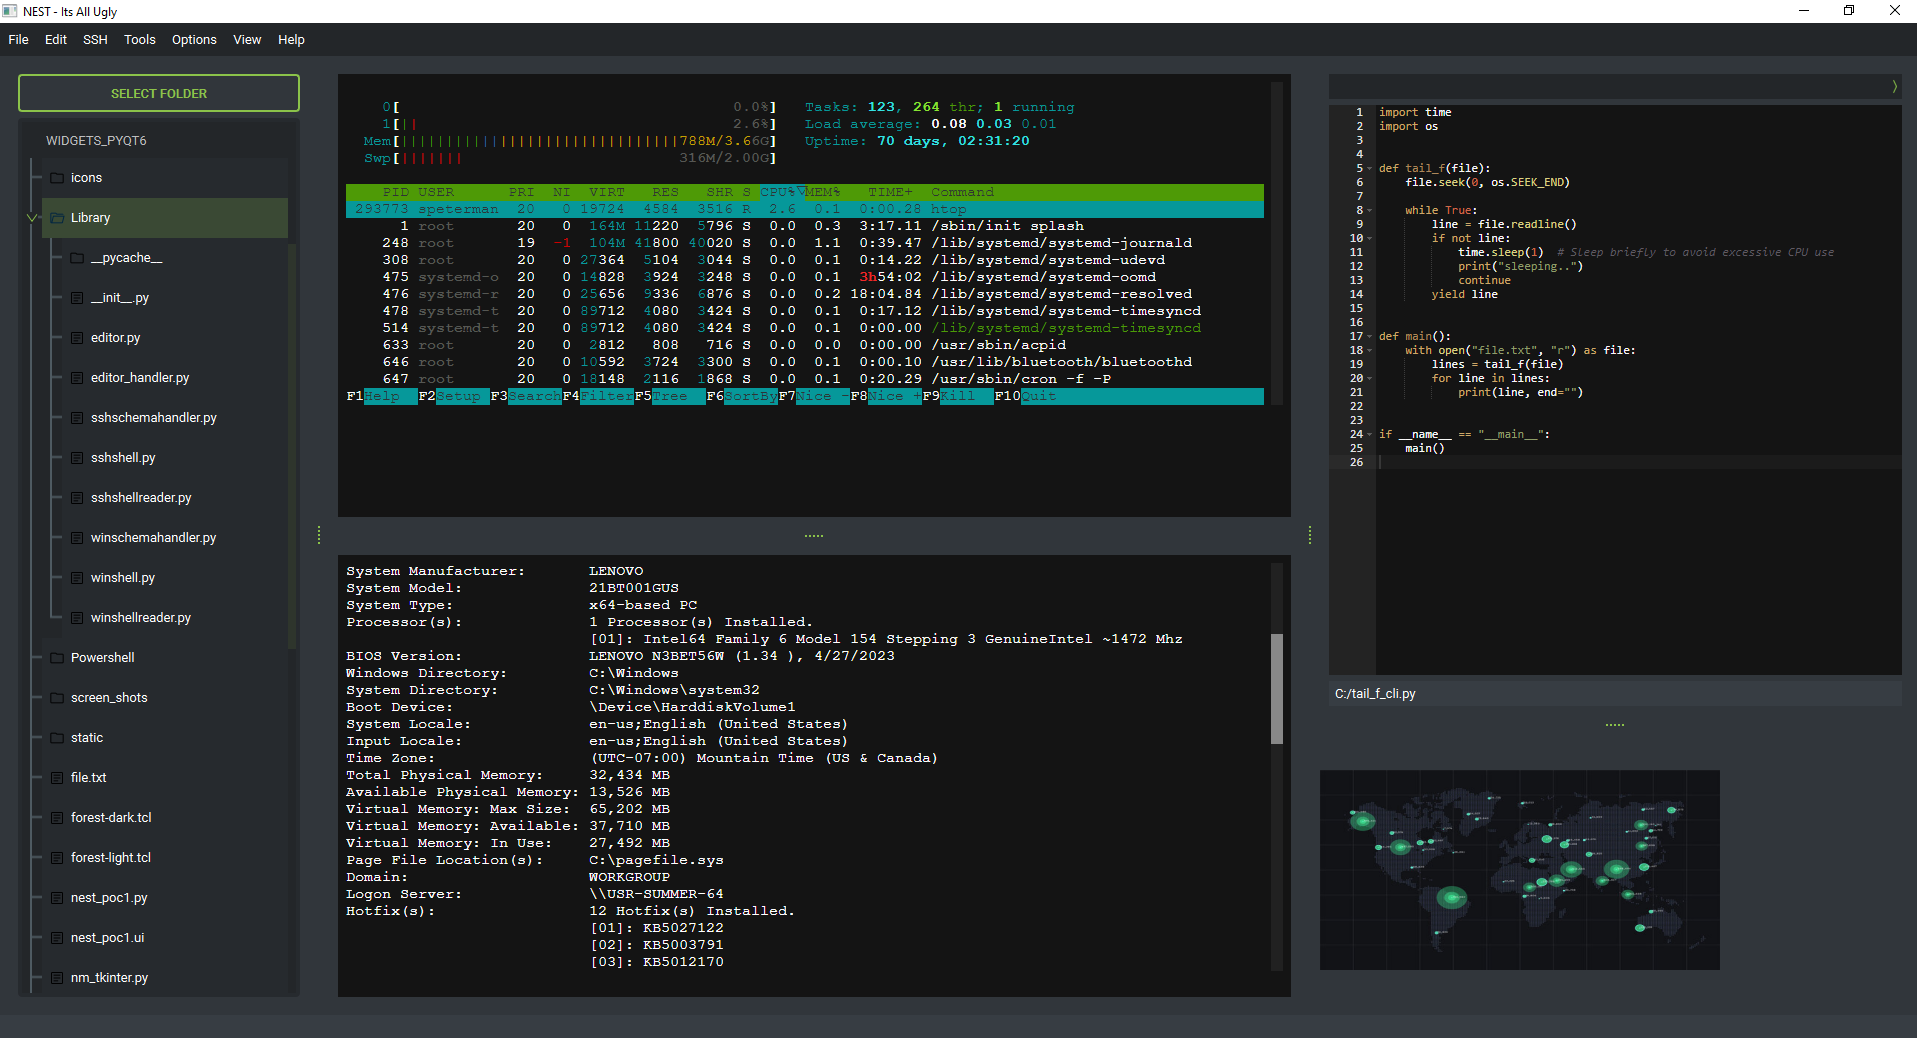 NEST - Its All Ugly
File Edit SSH Tools Options View Help
SELECT FOLDER
WIDGETS_PYQT6
icons
Library
__pycache__
__init__.py
editor.py
editor_handler.py
sshschemahandler.py
sshshell.py
sshshellreader.py
winschemahandler.py
winshell.py
winshellreader.py
Powershell
screen_shots
static
file.txt
forest-dark.tcl
forest-light.tcl
nest_poc1.py
nest_poc1.ui
nm_tkinter.py
0[ 0.0%] Tasks: 123, 264 thr; 1 running
1[|| 2.6%] Load average: 0.08 0.03 0.01
Mem[|||||||||||||||||||||||||||||||788M/3.66G] Uptime: 70 days, 02:31:20
Swp[||||||| 316M/2.00G]
PID USER PRI NI VIRT RES SHR S CPU%▽MEM% TIME+ Command
293773 speterman 20 0 19724 4584 3516 R 2.6 0.1 0:00.28 htop
1 root 20 0 164M 11220 5796 S 0.0 0.3 3:17.11 /sbin/init splash
248 root 19 -1 104M 41800 40020 S 0.0 1.1 0:39.47 /lib/systemd/systemd-journald
308 root 20 0 27364 5104 3044 S 0.0 0.1 0:14.22 /lib/systemd/systemd-udevd
475 systemd-o 20 0 14828 3924 3248 S 0.0 0.1 3h54:02 /lib/systemd/systemd-oomd
476 systemd-r 20 0 25656 9336 6876 S 0.0 0.2 18:04.84 /lib/systemd/systemd-resolved
478 systemd-t 20 0 89712 4080 3424 S 0.0 0.1 0:17.12 /lib/systemd/systemd-timesyncd
514 systemd-t 20 0 89712 4080 3424 S 0.0 0.1 0:00.00 /lib/systemd/systemd-timesyncd
633 root 20 0 2812 808 716 S 0.0 0.0 0:00.00 /usr/sbin/acpid
646 root 20 0 10592 3724 3300 S 0.0 0.1 0:00.10 /usr/lib/bluetooth/bluetoothd
647 root 20 0 18148 2116 1868 S 0.0 0.1 0:20.29 /usr/sbin/cron -f -P
F1Help F2Setup F3SearchF4FilterF5Tree F6SortByF7Nice -F8Nice +F9Kill F10Quit
System Manufacturer: LENOVO
System Model: 21BT001GUS
System Type: x64-based PC
Processor(s): 1 Processor(s) Installed.
[01]: Intel64 Family 6 Model 154 Stepping 3 GenuineIntel ~1472 Mhz
BIOS Version: LENOVO N3BET56W (1.34 ), 4/27/2023
Windows Directory: C:\Windows
System Directory: C:\Windows\system32
Boot Device: \Device\HarddiskVolume1
System Locale: en-us;English (United States)
Input Locale: en-us;English (United States)
Time Zone: (UTC-07:00) Mountain Time (US & Canada)
Total Physical Memory: 32,434 MB
Available Physical Memory: 13,526 MB
Virtual Memory: Max Size: 65,202 MB
Virtual Memory: Available: 37,710 MB
Virtual Memory: In Use: 27,492 MB
Page File Location(s): C:\pagefile.sys
Domain: WORKGROUP
Logon Server: \\USR-SUMMER-64
Hotfix(s): 12 Hotfix(s) Installed.
[01]: KB5027122
[02]: KB5003791
[03]: KB5012170
1 import time
2 import os
3
4
5 def tail_f(file):
6 file.seek(0, os.SEEK_END)
7
8 while True:
9 line = file.readline()
10 if not line:
11 time.sleep(1) # Sleep briefly to avoid excessive CPU use
12 print("sleeping..")
13 continue
14 yield line
15
16
17 def main():
18 with open("file.txt", "r") as file:
19 lines = tail_f(file)
20 for line in lines:
21 print(line, end="")
22
23
24 if __name__ == "__main__":
25 main()
26
C:/tail_f_cli.py